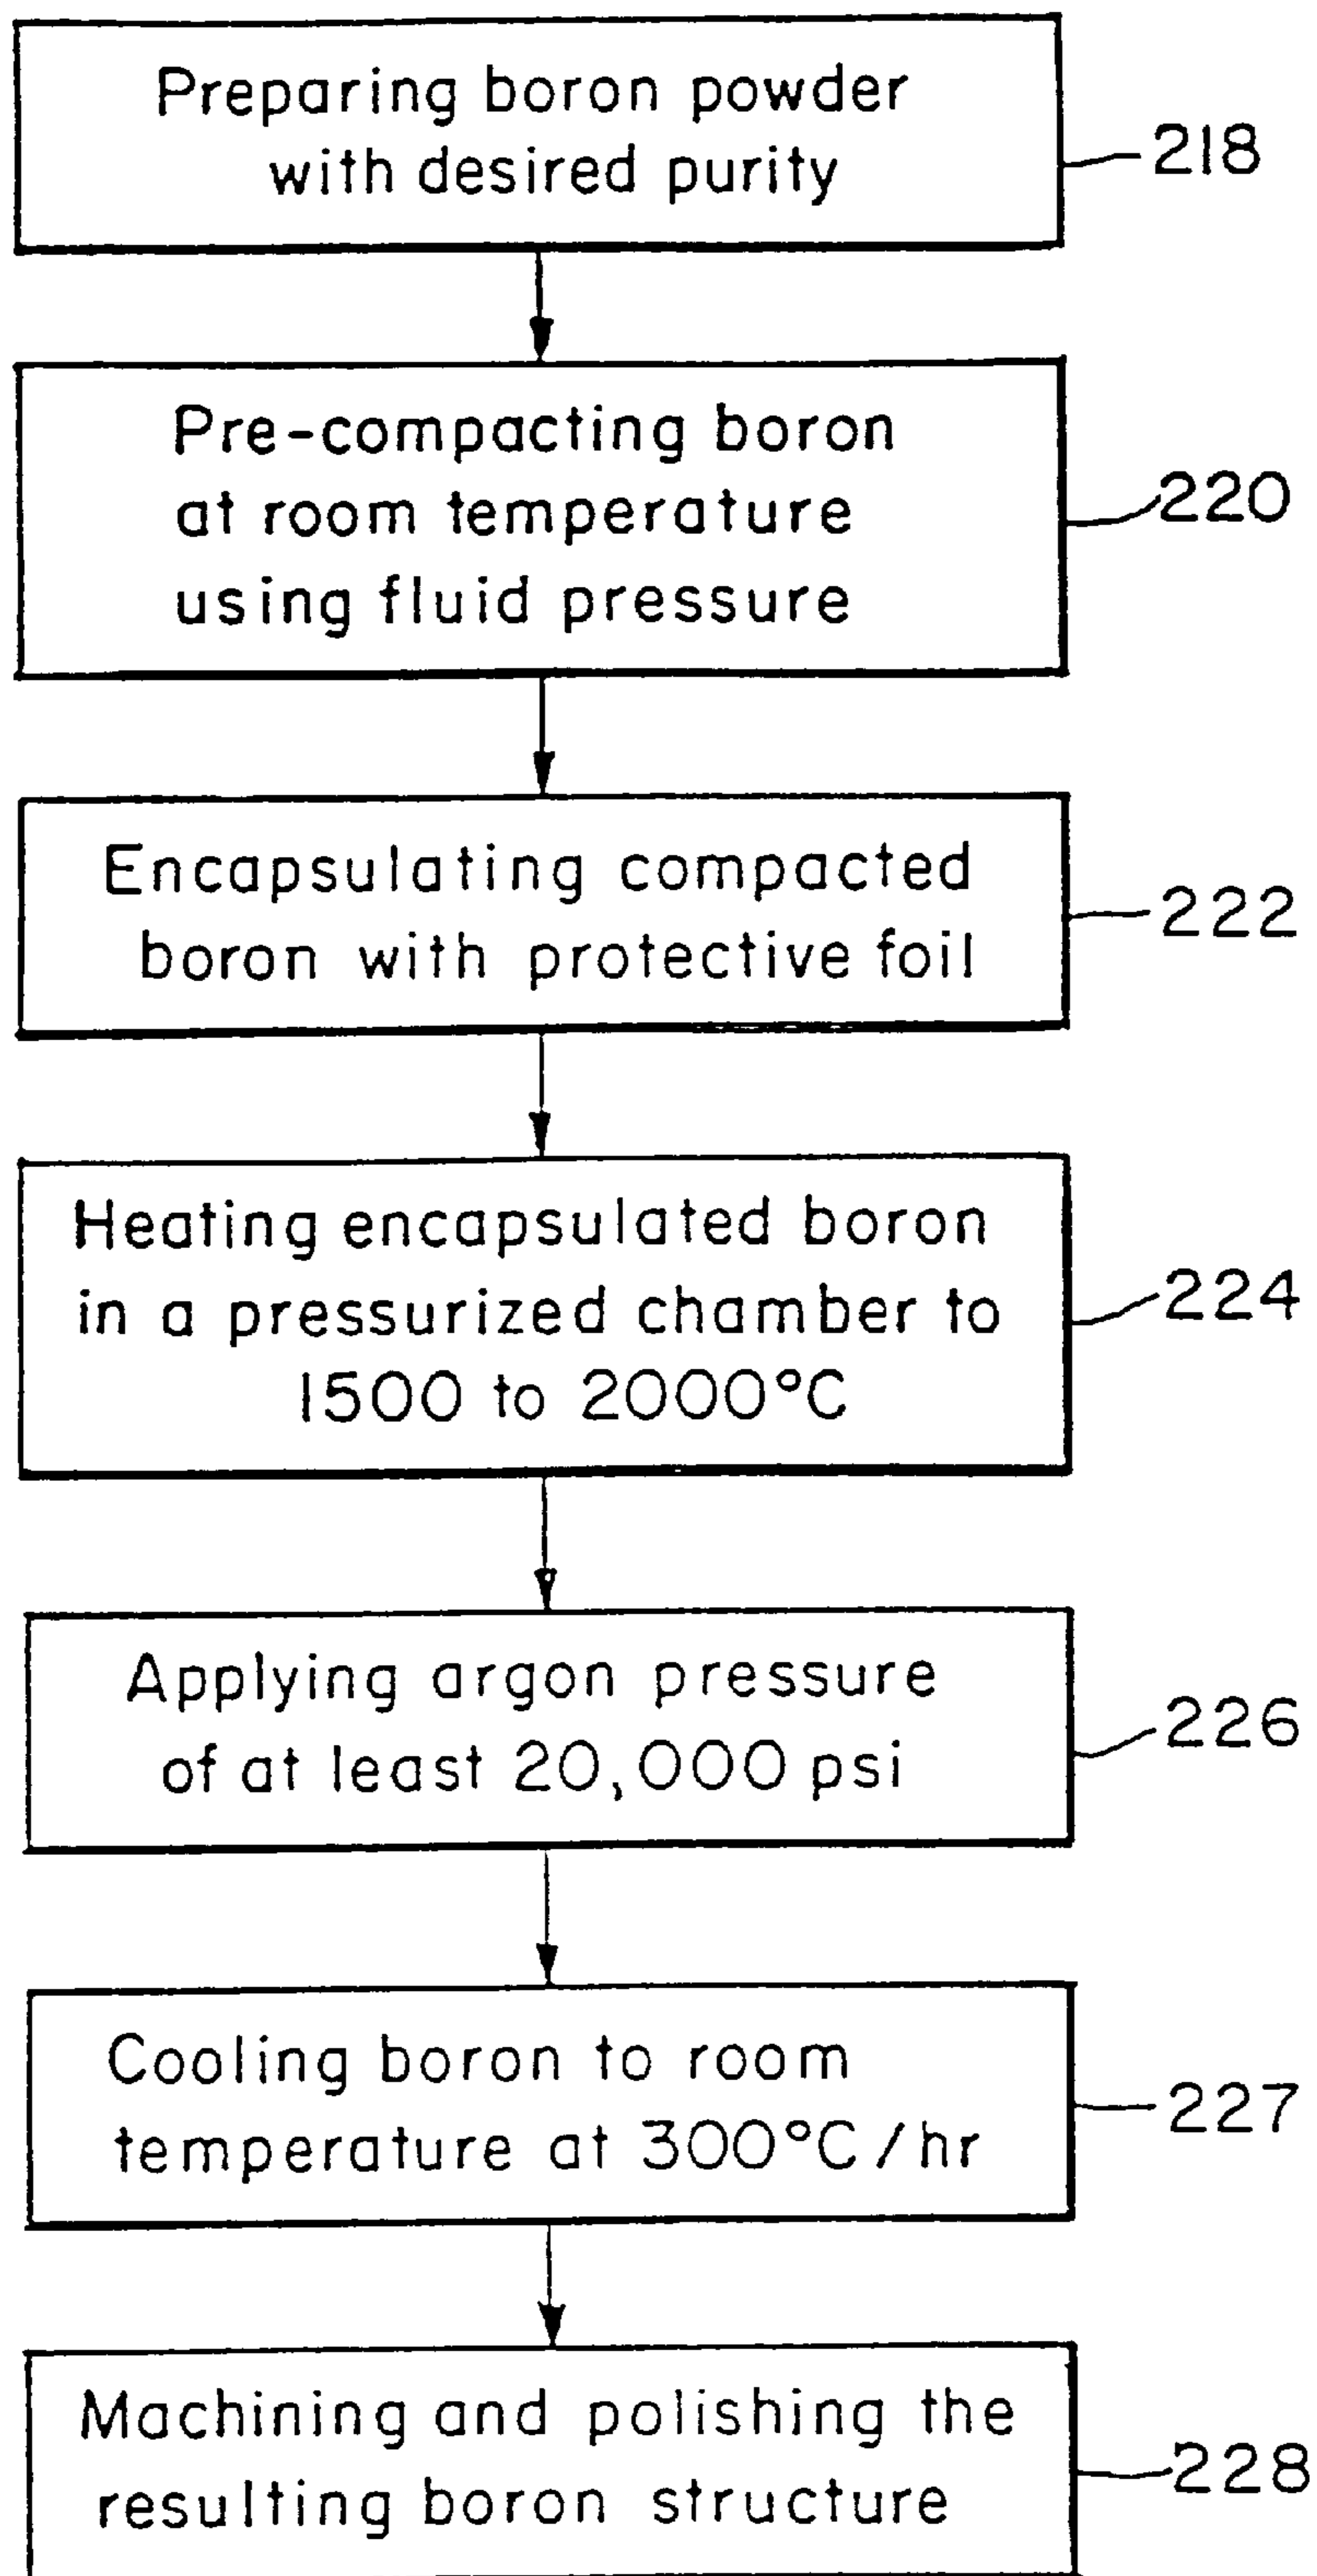 Preparing boron powder
with desired purity
218
Pre-compacting boron
at room temperature
using fluid pressure
220
Encapsulating compacted
boron with protective foil
222
Heating encapsulated boron
in a pressurized chamber to
1500 to 2000°C
224
Applying argon pressure
of at least 20,000 psi
226
Cooling boron to room
temperature at 300°C/hr
227
Machining and polishing the
resulting boron structure
228